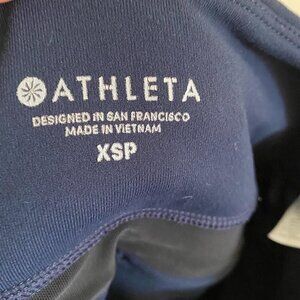 ATHLETA
DESIGNED IN SAN FRANCISCO
MADE IN VIETNAM
XSP